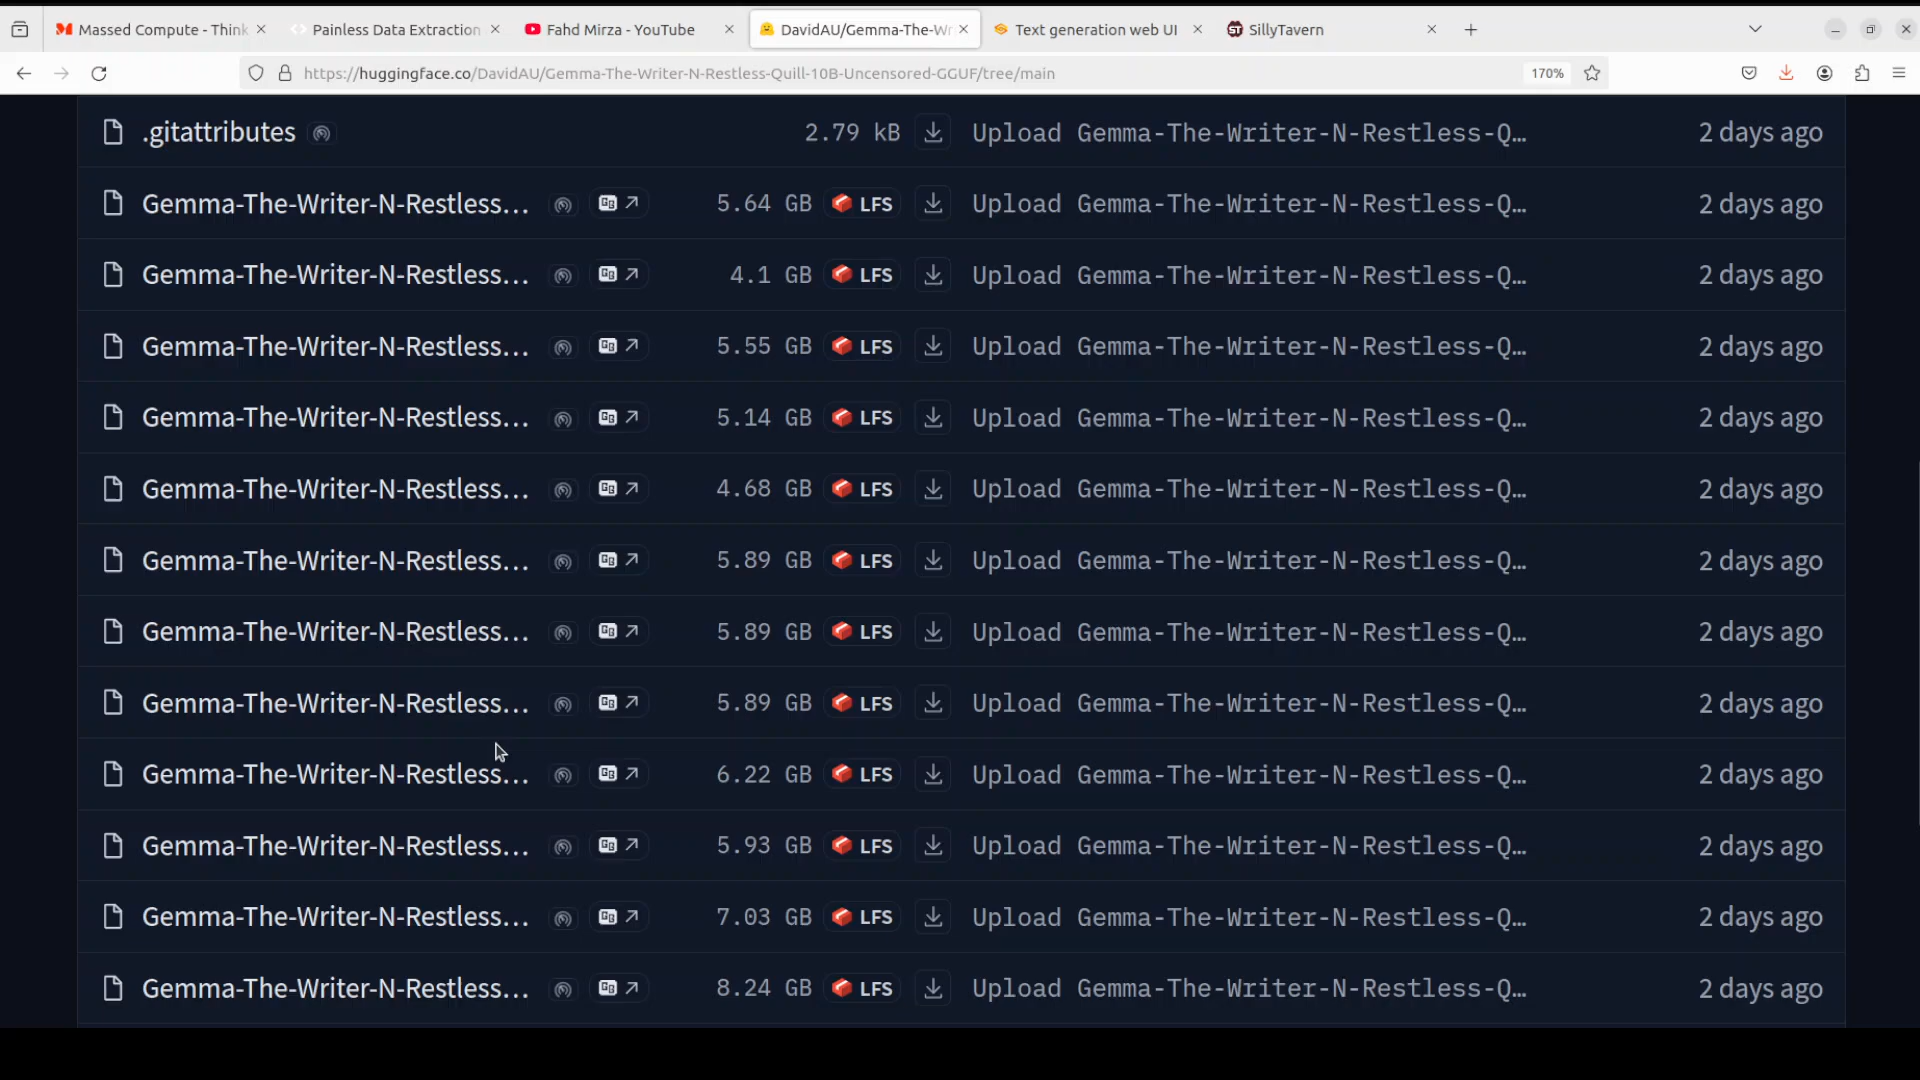 Massed Compute - Think
Painless Data Extraction
Fahd Mirza - YouTube
DavidAU/Gemma-The-Wr
Text generation web UI
SillyTavern
https://huggingface.co/DavidAU/Gemma-The-Writer-N-Restless-Quill-10B-Uncensored-GGUF/tree/main
170%
.gitattributes 2.79 kB Upload Gemma-The-Writer-N-Restless-Q… 2 days ago
Gemma-The-Writer-N-Restless… 5.64 GB LFS Upload Gemma-The-Writer-N-Restless-Q… 2 days ago
Gemma-The-Writer-N-Restless… 4.1 GB LFS Upload Gemma-The-Writer-N-Restless-Q… 2 days ago
Gemma-The-Writer-N-Restless… 5.55 GB LFS Upload Gemma-The-Writer-N-Restless-Q… 2 days ago
Gemma-The-Writer-N-Restless… 5.14 GB LFS Upload Gemma-The-Writer-N-Restless-Q… 2 days ago
Gemma-The-Writer-N-Restless… 4.68 GB LFS Upload Gemma-The-Writer-N-Restless-Q… 2 days ago
Gemma-The-Writer-N-Restless… 5.89 GB LFS Upload Gemma-The-Writer-N-Restless-Q… 2 days ago
Gemma-The-Writer-N-Restless… 5.89 GB LFS Upload Gemma-The-Writer-N-Restless-Q… 2 days ago
Gemma-The-Writer-N-Restless… 5.89 GB LFS Upload Gemma-The-Writer-N-Restless-Q… 2 days ago
Gemma-The-Writer-N-Restless… 6.22 GB LFS Upload Gemma-The-Writer-N-Restless-Q… 2 days ago
Gemma-The-Writer-N-Restless… 5.93 GB LFS Upload Gemma-The-Writer-N-Restless-Q… 2 days ago
Gemma-The-Writer-N-Restless… 7.03 GB LFS Upload Gemma-The-Writer-N-Restless-Q… 2 days ago
Gemma-The-Writer-N-Restless… 8.24 GB LFS Upload Gemma-The-Writer-N-Restless-Q… 2 days ago